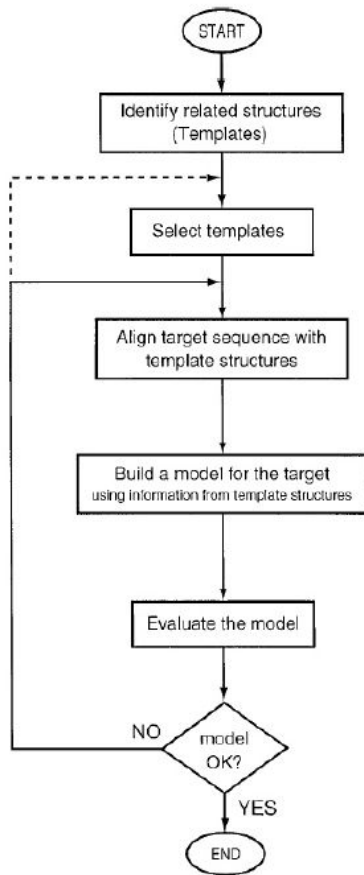 START
Identify related structures
(Templates)
Select templates
Align target sequence with
template structures
Build a model for the target
using information from template structures
Evaluate the model
NO
model
OK?
YES
END